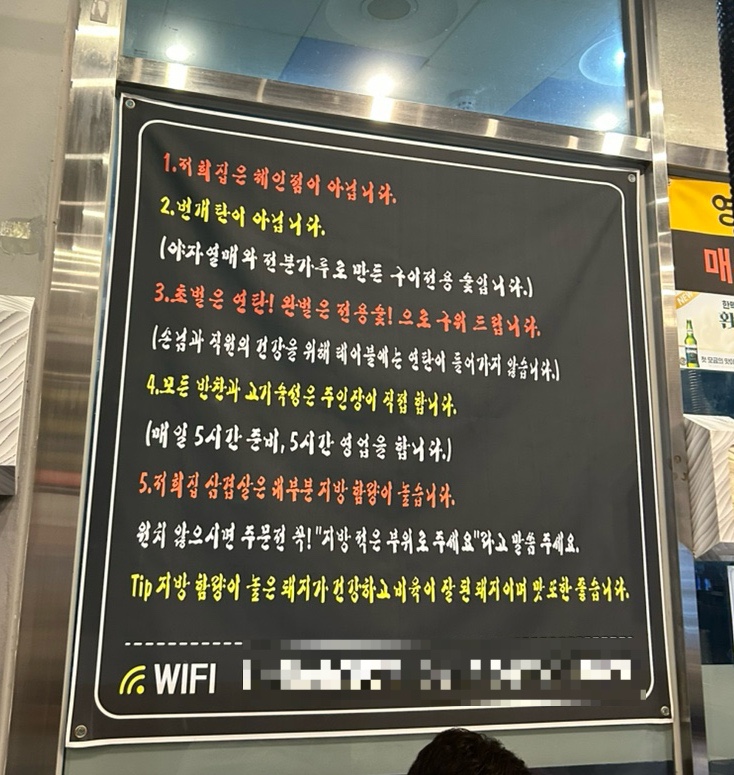 1.저희집은 체인점이 아닙니다.
2.번개탄이 아닙니다.
(야자열매와 전분가루로 만든 구이전용 숯입니다.)
3.초벌은 연탄! 완벌은 전용숯! 으로 구워 드립니다.
(손님과 직원의 건강을 위해 테이블에는 연탄이 들어가지 않습니다.)
4.모든 반찬과 고기숙성은 주인장이 직접 합니다.
(매일 5시간 준비, 5시간 영업을 합니다.)
5.저희집 삼겹살은 대부분 지방 함량이 높습니다.
원치 않으시면 주문전 꼭! "지방 적은 부위로 주세요"라고 말씀 주세요.
Tip 지방 함량이 높은 돼지가 건강하고 비육이 잘 된 돼지이며 맛 또한 좋습니다.
WIFI
매
NEW